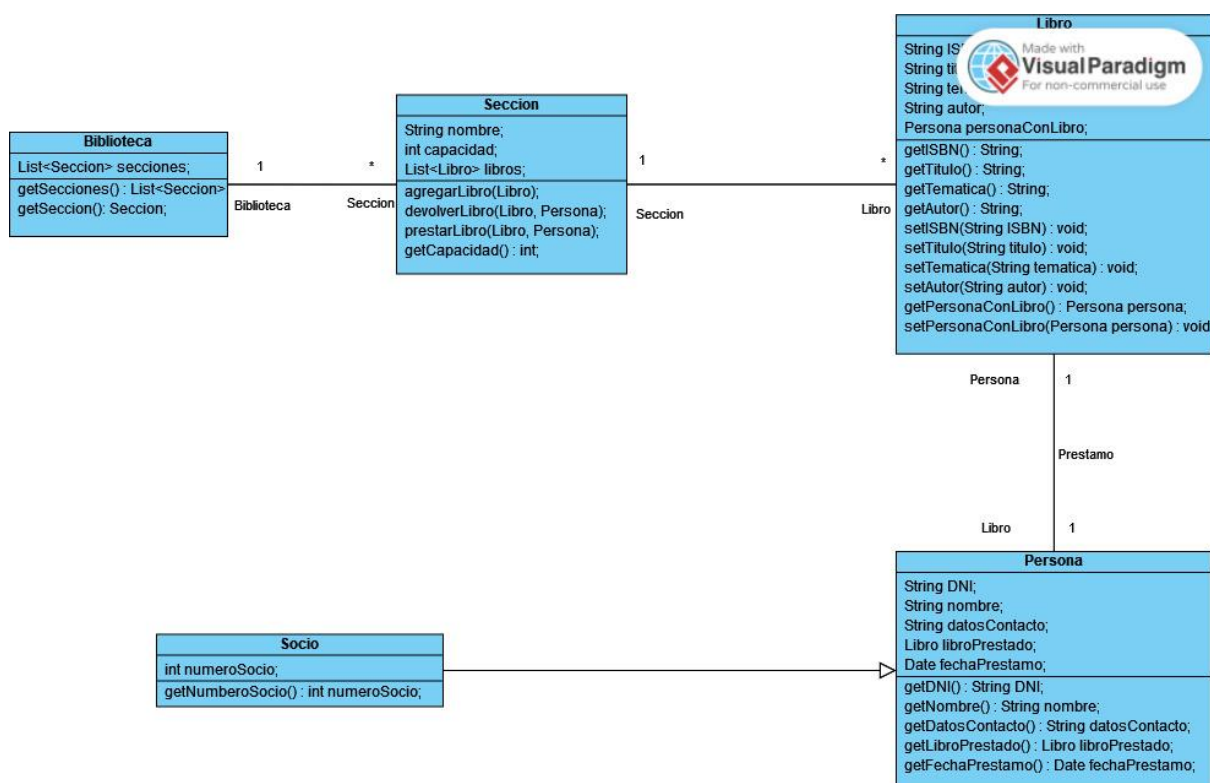 Libro
String
String
String
String autor;
Persona personaConLibro;
Made with
Visual Paradigm
For non-commercial use
getISBN() : String;
getTitulo() : String;
getTematica() : String;
getAutor() : String;
setISBN(String ISBN) : void;
setTitulo(String titulo) : void;
setTematica(String tematica) : void;
setAutor(String autor) : void;
getPersonaConLibro() : Persona persona;
setPersonaConLibro(Persona persona) : void
Seccion
String nombre;
int capacidad;
List<Libro> libros;
agregarLibro(Libro);
devolverLibro(Libro, Persona);
prestarLibro(Libro, Persona);
getCapacidad() : int;
Biblioteca
List<Seccion> secciones;
getSecciones() : List<Seccion>
getSeccion(): Seccion;
1
*
Biblioteca
Seccion
1
*
Seccion
Libro
Persona
1
Prestamo
Libro
1
Persona
String DNI;
String nombre;
String datosContacto;
Libro libroPrestado;
Date fechaPrestamo;
getDNI() : String DNI;
getNombre() : String nombre;
getDatosContacto() : String datosContacto;
getLibroPrestado() : Libro libroPrestado;
getFechaPrestamo() : Date fechaPrestamo;
Socio
int numeroSocio;
getNumberoSocio() : int numeroSocio;